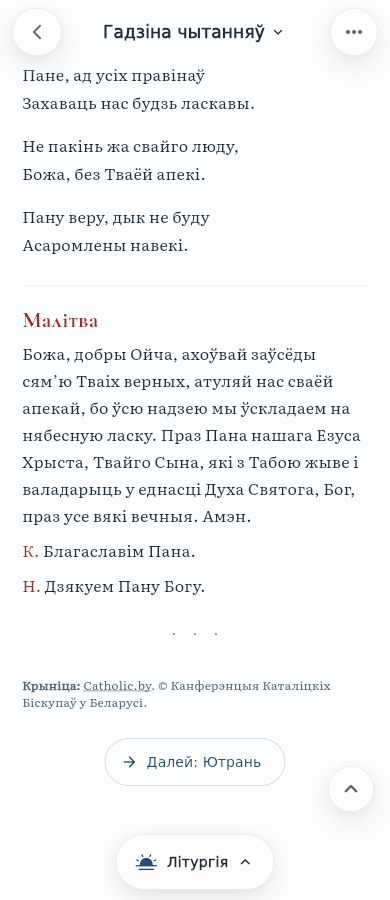 Гадзіна чытанняў
Пане, ад усіх правінаў
Захаваць нас будзь ласкавы.
Не пакінь жа свайго люду,
Божа, без Тваёй апекі.
Пану веру, дык не буду
Асаромлены навекі.
Малітва
Божа, добры Ойча, ахоўвай заўсёды
сям’ю Тваіх верных, атуляй нас сваёй
апекай, бо ўсю надзею мы ўскладаем на
нябесную ласку. Праз Пана нашага Езуса
Хрыста, Твайго Сына, які з Табою жыве і
валадарыць у еднасці Духа Святога, Бог,
праз усе вякі вечныя. Амэн.
К. Благаславім Пана.
Н. Дзякуем Пану Богу.
. . .
Крыніца: Catholic.by. © Канферэнцыя Каталіцкіх
Біскупаў у Беларусі.
Далей: Ютрань
Літургія